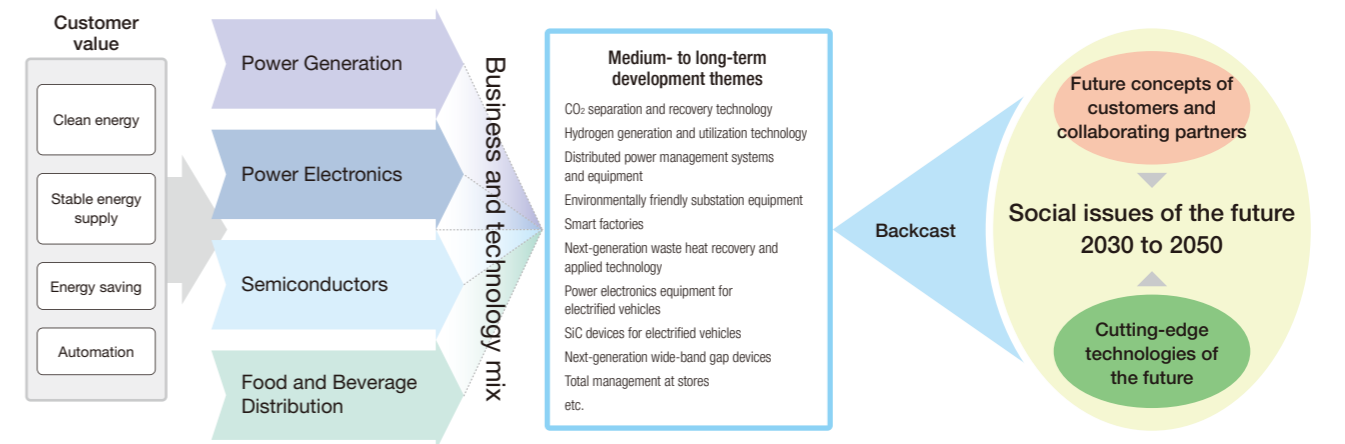 Customer
value
Clean energy
Stable energy
supply
Energy saving
Automation
Power Generation
Power Electronics
Semiconductors
Food and Beverage
Distribution
Business and technology mix
Medium- to long-term
development themes
CO₂ separation and recovery technology
Hydrogen generation and utilization technology
Distributed power management systems
and equipment
Environmentally friendly substation equipment
Smart factories
Next-generation waste heat recovery and
applied technology
Power electronics equipment for
electrified vehicles
SiC devices for electrified vehicles
Next-generation wide-band gap devices
Total management at stores
etc.
Backcast
Future concepts of
customers and
collaborating partners
Social issues of the future
2030 to 2050
Cutting-edge
technologies of
the future